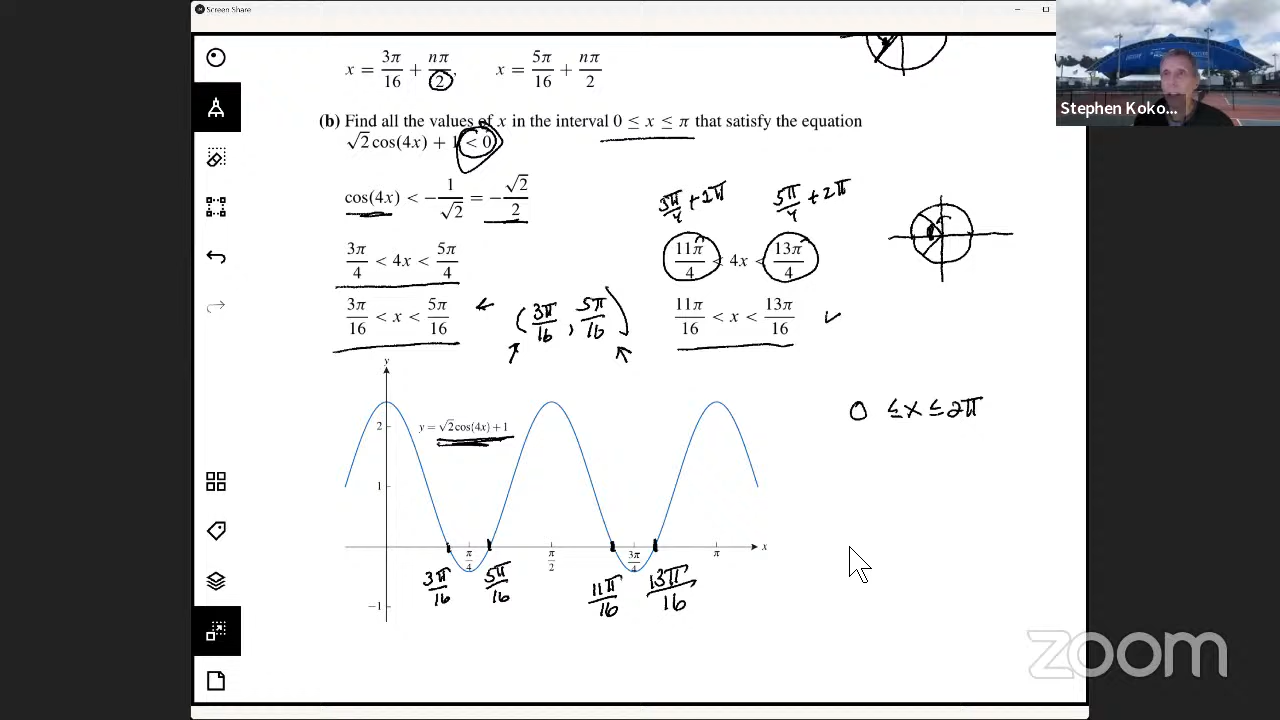 Screen Share
Stephen Koko...
x = 3π/16 + nπ/2, x = 5π/16 + nπ/2
(b) Find all the values of x in the interval 0 ≤ x ≤ π that satisfy the equation
√2 cos(4x) + 1 < 0
3π/4 + 2π 5π/4 + 2π
cos(4x) < −1/√2 = −√2/2
3π/4 < 4x < 5π/4 11π/4 < 4x < 13π/4
3π/16 < x < 5π/16 (3π/16, 5π/16) 11π/16 < x < 13π/16
y
2
y = √2cos(4x) + 1
0 ≤ x ≤ 2π
1
π/4 π/2 3π/4 π x
3π/16 5π/16 11π/16 13π/16
−1
zoom